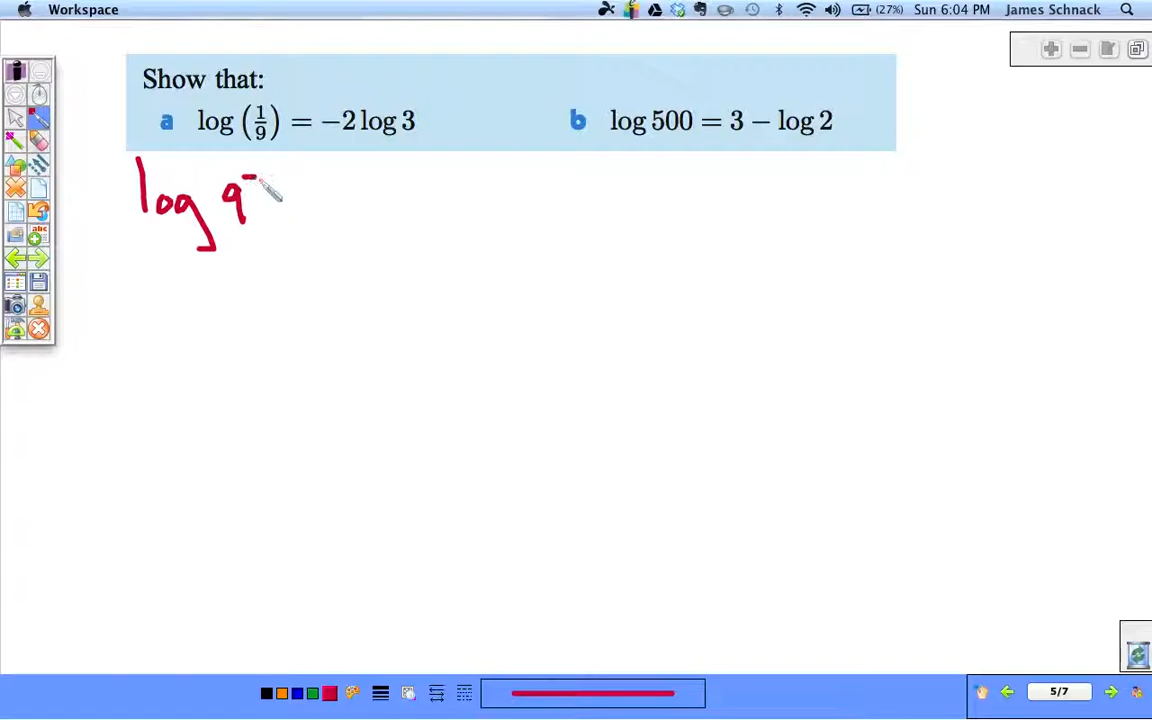 Workspace
(27%) Sun 6:04 PM James Schnack
Show that:
a log (1/9) = −2 log 3
b log 500 = 3 − log 2
log 9⁻
abc
5/7